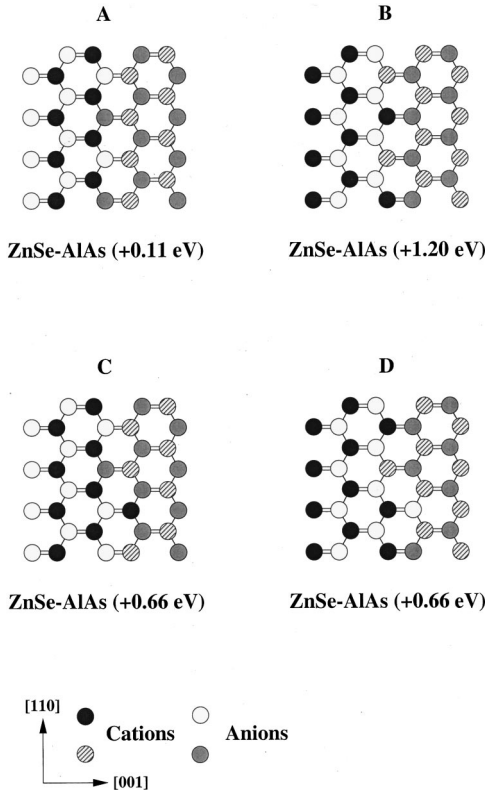 A B
ZnSe-AlAs (+0.11 eV) ZnSe-AlAs (+1.20 eV)
C D
ZnSe-AlAs (+0.66 eV) ZnSe-AlAs (+0.66 eV)
[110]
Cations Anions
[001]